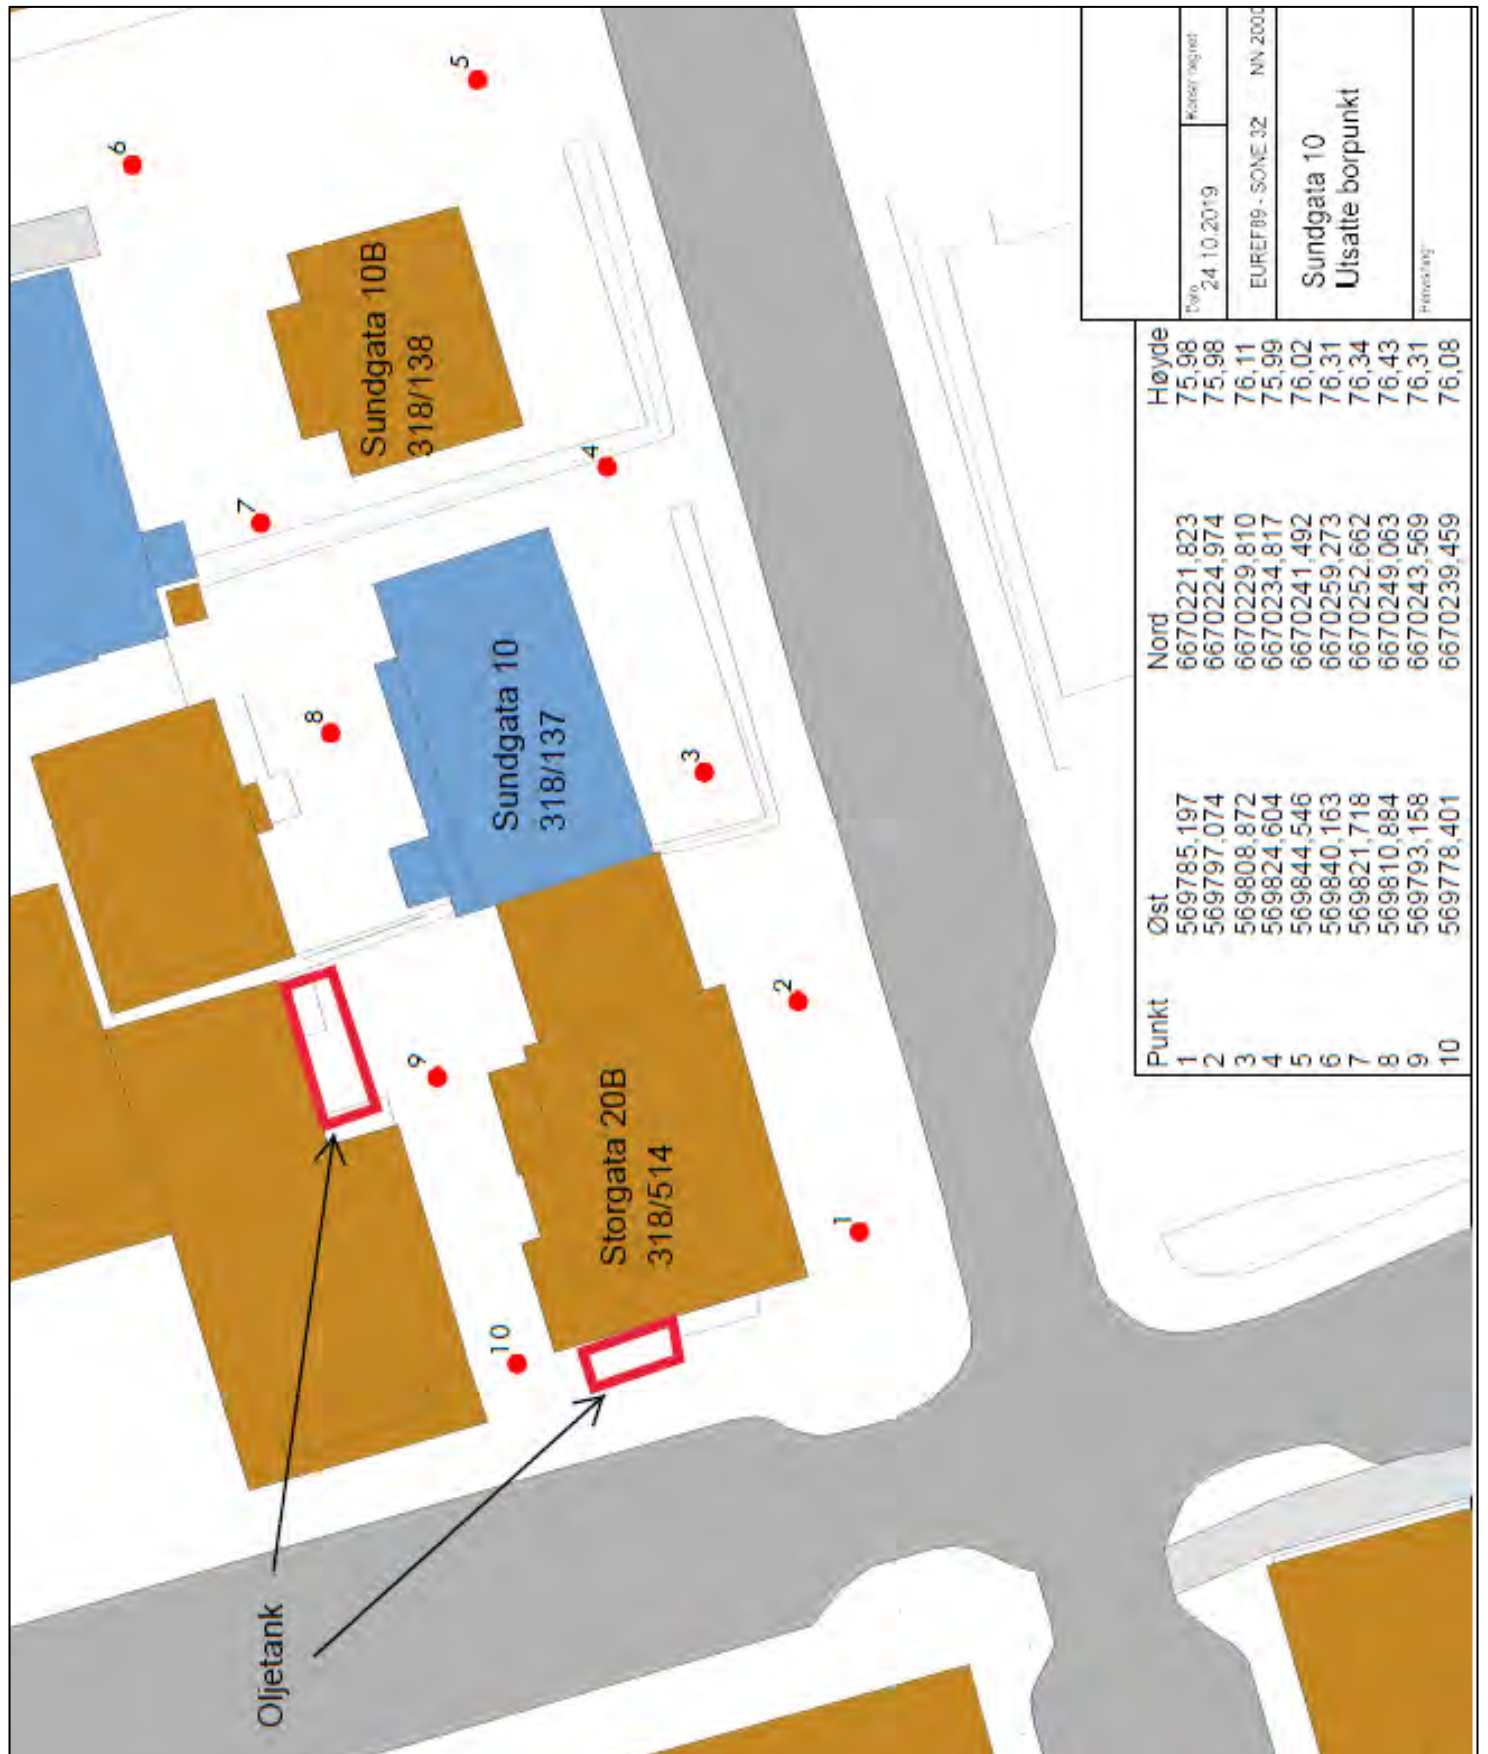 5
6
Sundgata 10B
318/138
7
4
8
Sundgata 10
318/137
3
9
2
Storgata 20B
318/514
1
10
Oljetank
Punkt Øst Nord Høyde
1 569785,197 6670221,823 75,98
2 569797,074 6670224,974 75,98
3 569808,872 6670229,810 76,11
4 569824,604 6670234,817 75,99
5 569844,546 6670241,492 76,02
6 569840,163 6670259,273 76,31
7 569821,718 6670252,662 76,34
8 569810,884 6670249,063 76,43
9 569793,158 6670243,569 76,31
10 569778,401 6670239,459 76,08
Dato
24.10.2019
EUREF89 - SONE 32 NN 2000
Sundgata 10
Utsatte borpunkt